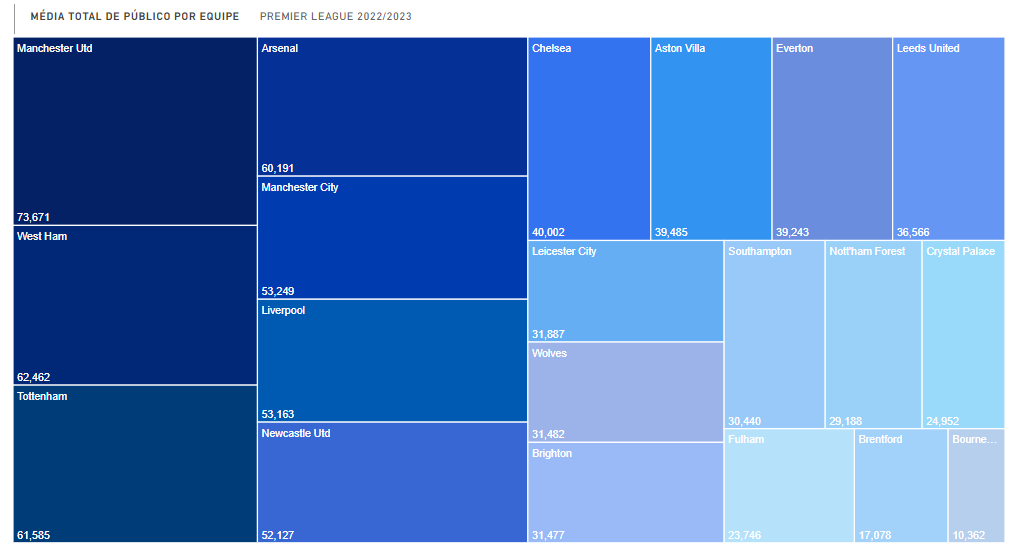 MÉDIA TOTAL DE PÚBLICO POR EQUIPE PREMIER LEAGUE 2022/2023
Manchester Utd
73,671
West Ham
62,462
Tottenham
61,585
Arsenal
60,191
Manchester City
53,249
Liverpool
53,163
Newcastle Utd
52,127
Chelsea
40,002
Aston Villa
39,485
Everton
39,243
Leeds United
36,566
Leicester City
31,887
Wolves
31,482
Brighton
31,477
Southampton
30,440
Nott'ham Forest
29,188
Crystal Palace
24,952
Fulham
23,746
Brentford
17,078
Bourne...
10,362